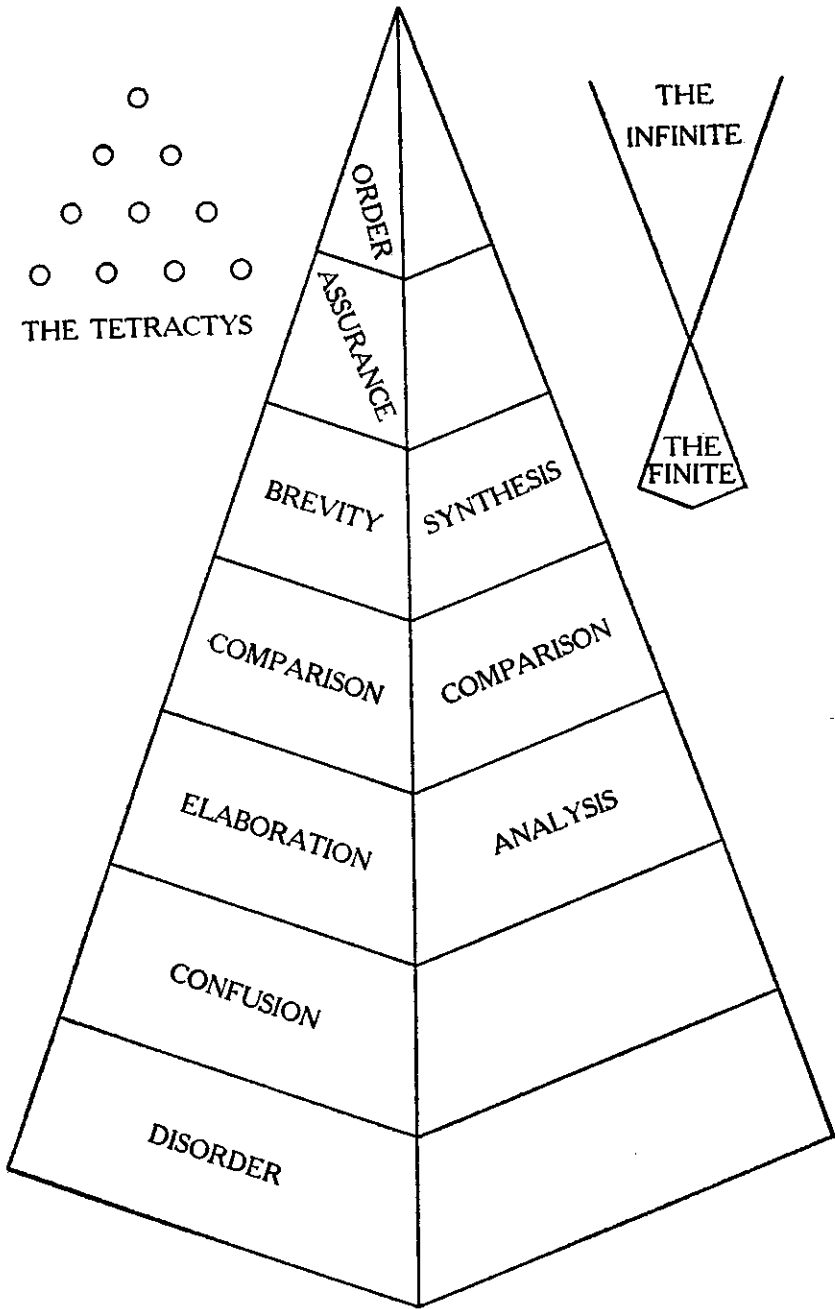 THE TETRACTYS
ORDER
ASSURANCE
BREVITY
COMPARISON
ELABORATION
CONFUSION
DISORDER
SYNTHESIS
COMPARISON
ANALYSIS
THE
INFINITE
THE
FINITE